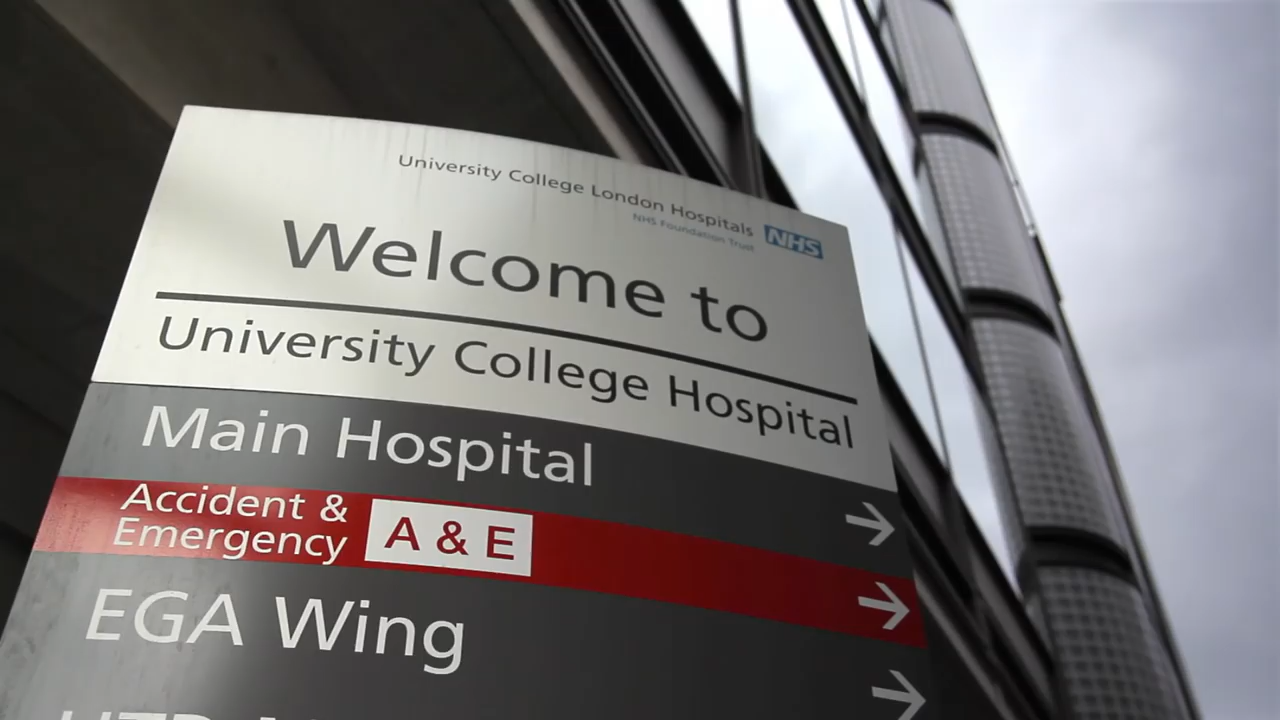 University College London Hospitals
NHS Foundation Trust
NHS
Welcome to
University College Hospital
Main Hospital
Accident &
Emergency
A & E
EGA Wing